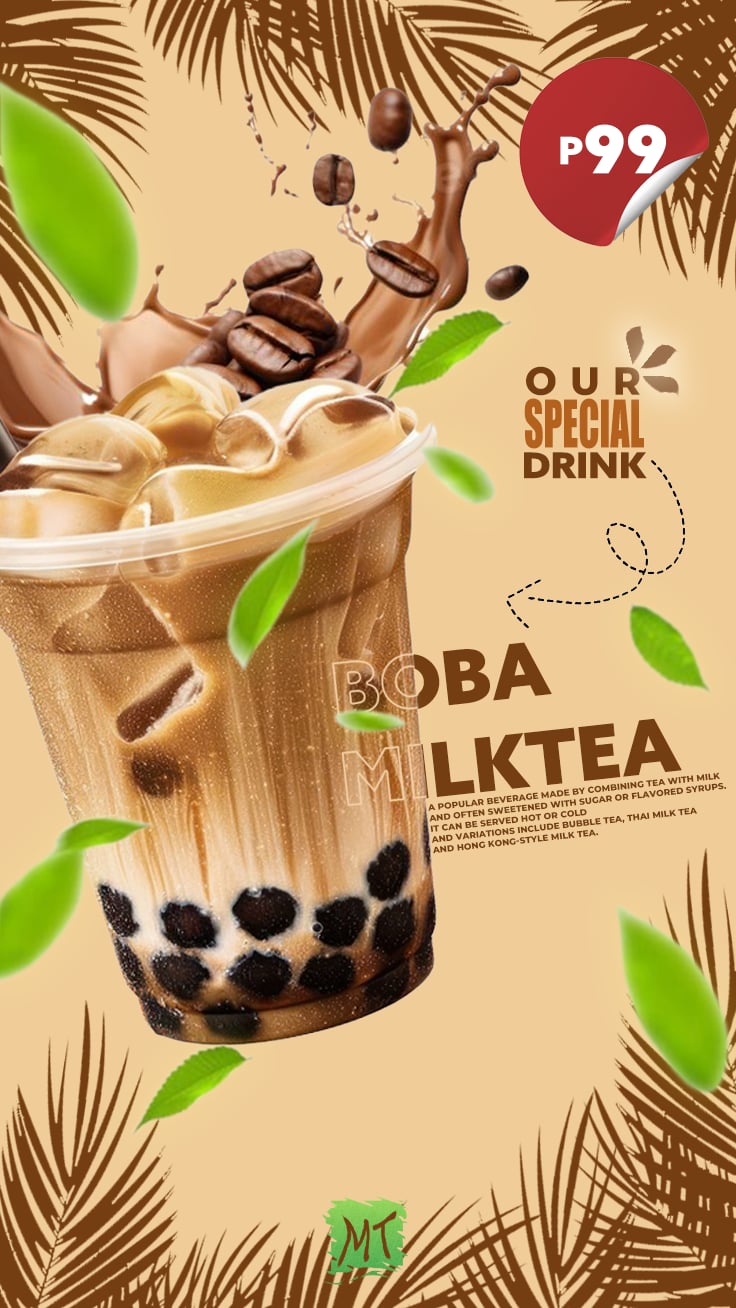 P99
OUR
SPECIAL
DRINK
BOBA
MILKTEA
A POPULAR BEVERAGE MADE BY COMBINING TEA WITH MILK
AND OFTEN SWEETENED WITH SUGAR OR FLAVORED SYRUPS.
IT CAN BE SERVED HOT OR COLD
AND VARIATIONS INCLUDE BUBBLE TEA, THAI MILK TEA
AND HONG KONG-STYLE MILK TEA.
MT